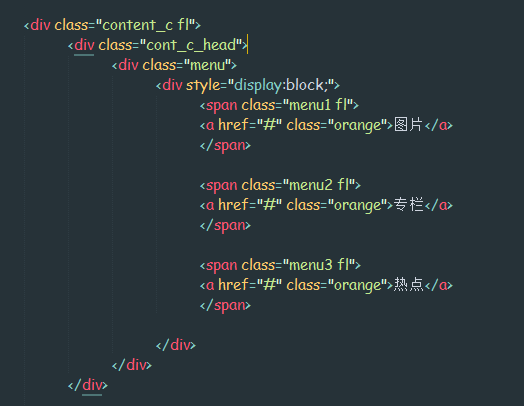 <div class="content_c fl">
<div class="cont_c_head">
<div class="menu">
<div style="display:block;">
<span class="menu1 fl">
<a href="#" class="orange">图片</a>
</span>
<span class="menu2 fl">
<a href="#" class="orange">专栏</a>
</span>
<span class="menu3 fl">
<a href="#" class="orange">热点</a>
</span>
</div>
</div>
</div>